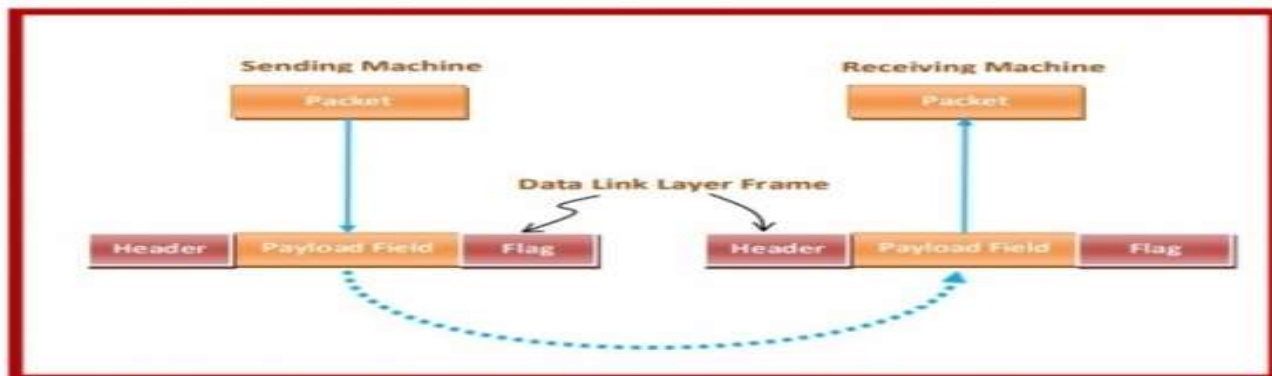 Sending Machine Receiving Machine
Packet Packet
Data Link Layer Frame
Header Payload Field Flag Header Payload Field Flag